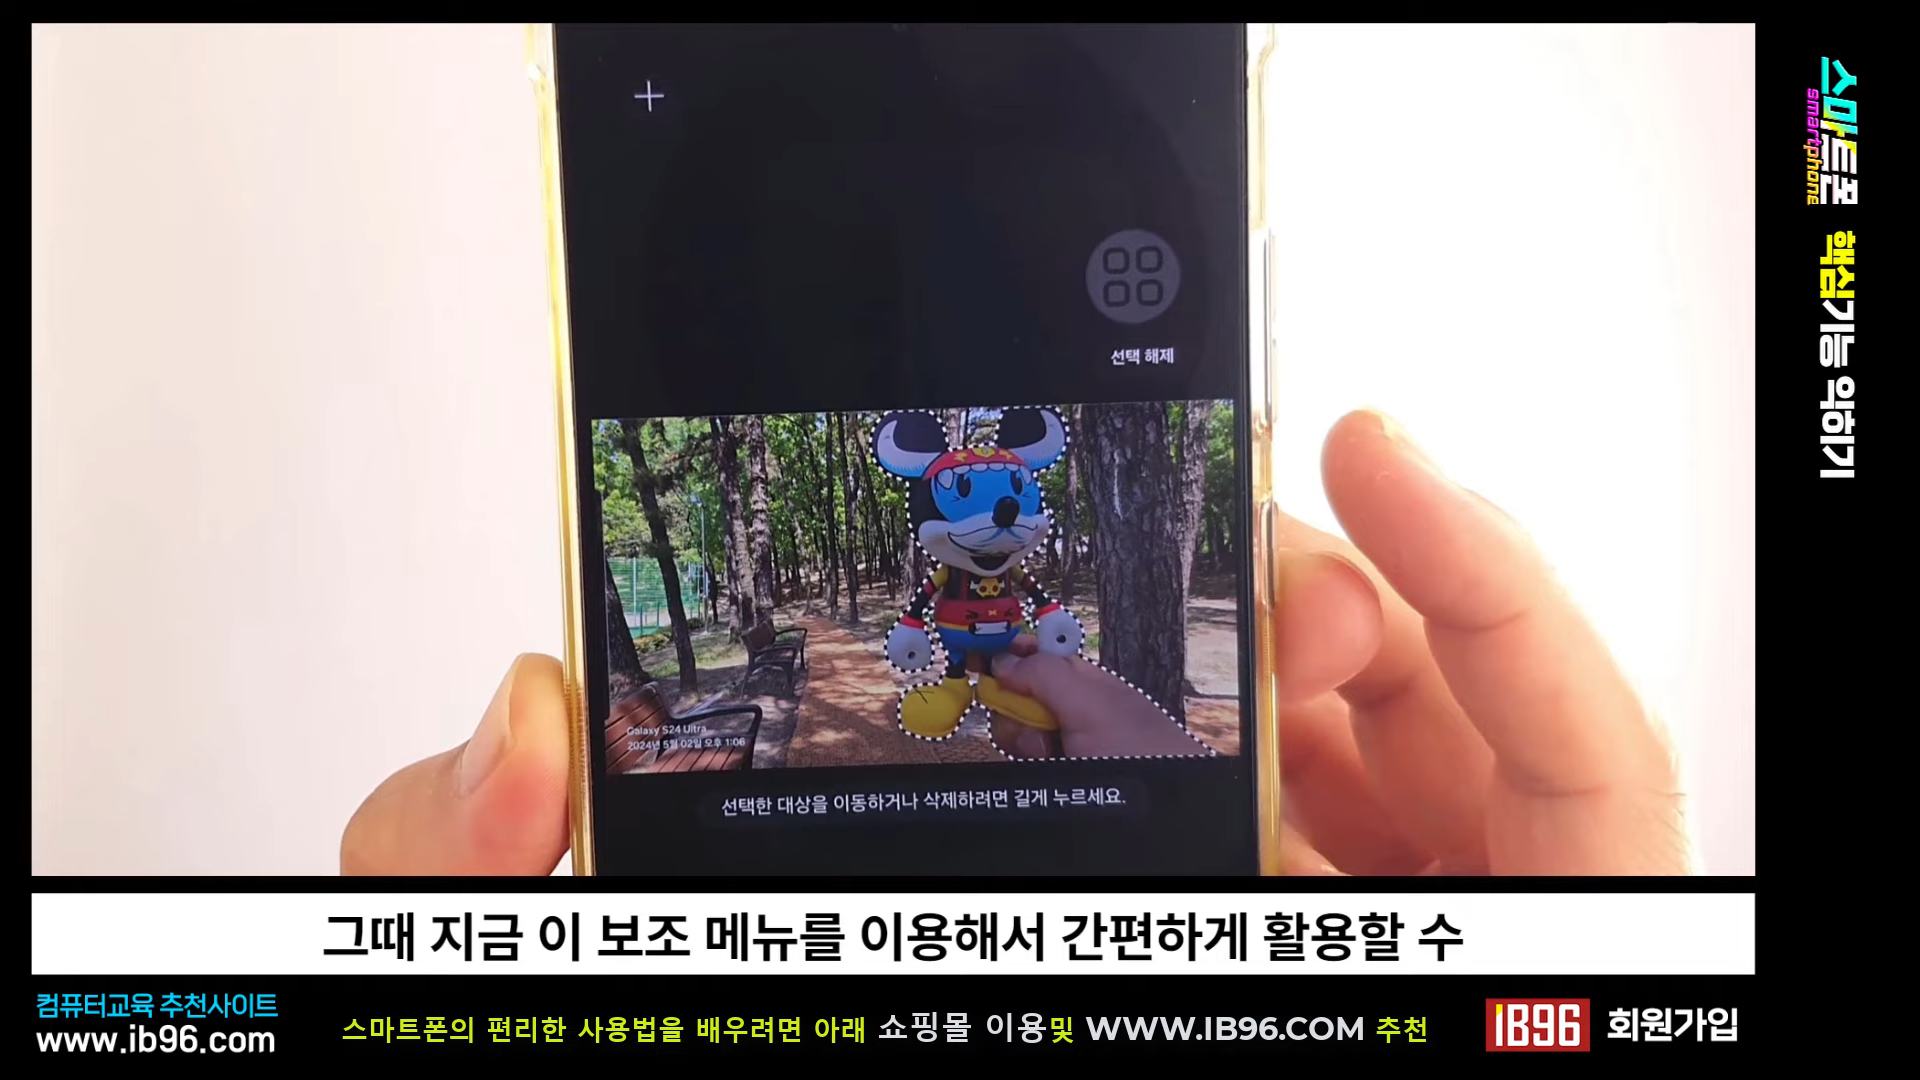 스마트폰
smartphone
핵심기능 익히기
선택 해제
Galaxy S24 Ultra
2024년 5월 02일 오후 1:06
선택한 대상을 이동하거나 삭제하려면 길게 누르세요.
그때 지금 이 보조 메뉴를 이용해서 간편하게 활용할 수
컴퓨터교육 추천사이트
www.ib96.com
스마트폰의 편리한 사용법을 배우려면 아래 쇼핑몰 이용및 WWW.IB96.COM 추천
IB96 회원가입